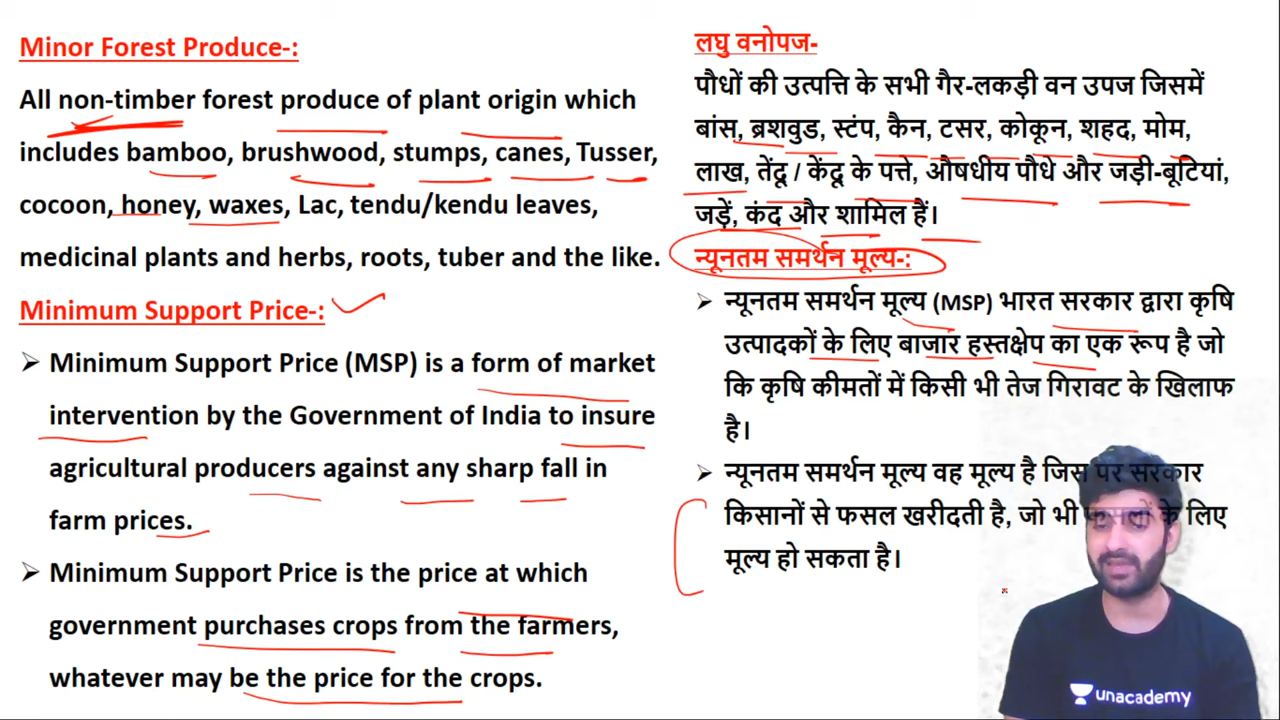 Minor Forest Produce-:
All non-timber forest produce of plant origin which
includes bamboo, brushwood, stumps, canes, Tusser,
cocoon, honey, waxes, Lac, tendu/kendu leaves,
medicinal plants and herbs, roots, tuber and the like.
Minimum Support Price-:
Minimum Support Price (MSP) is a form of market
intervention by the Government of India to insure
agricultural producers against any sharp fall in
farm prices.
Minimum Support Price is the price at which
government purchases crops from the farmers,
whatever may be the price for the crops.
लघु वनोपज-
पौधों की उत्पत्ति के सभी गैर-लकड़ी वन उपज जिसमें
बांस, ब्रशवुड, स्टंप, कैन, टसर, कोकून, शहद, मोम,
लाख, तेंदू / केंदू के पत्ते, औषधीय पौधे और जड़ी-बूटियां,
जड़ें, कंद और शामिल हैं।
न्यूनतम समर्थन मूल्य-:
न्यूनतम समर्थन मूल्य (MSP) भारत सरकार द्वारा कृषि
उत्पादकों के लिए बाजार हस्तक्षेप का एक रूप है जो
कि कृषि कीमतों में किसी भी तेज गिरावट के खिलाफ
है।
न्यूनतम समर्थन मूल्य वह मूल्य है जिस पर सरकार
किसानों से फसल खरीदती है, जो भी के लिए
मूल्य हो सकता है।
unacademy